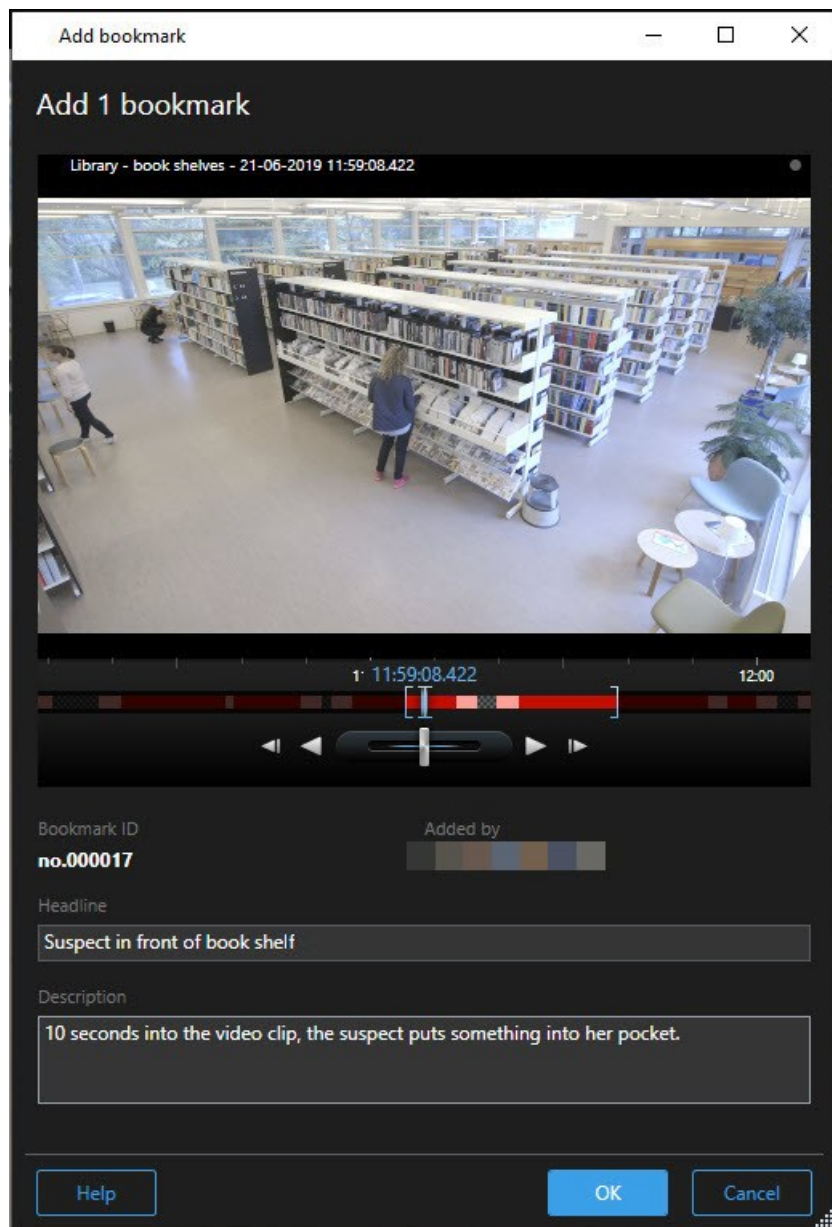 Add bookmark
Add 1 bookmark
Library - book shelves - 21-06-2019 11:59:08.422
11:59:08.422
12:00
Bookmark ID
Added by
no.000017
Headline
Suspect in front of book shelf
Description
10 seconds into the video clip, the suspect puts something into her pocket.
Help
OK
Cancel